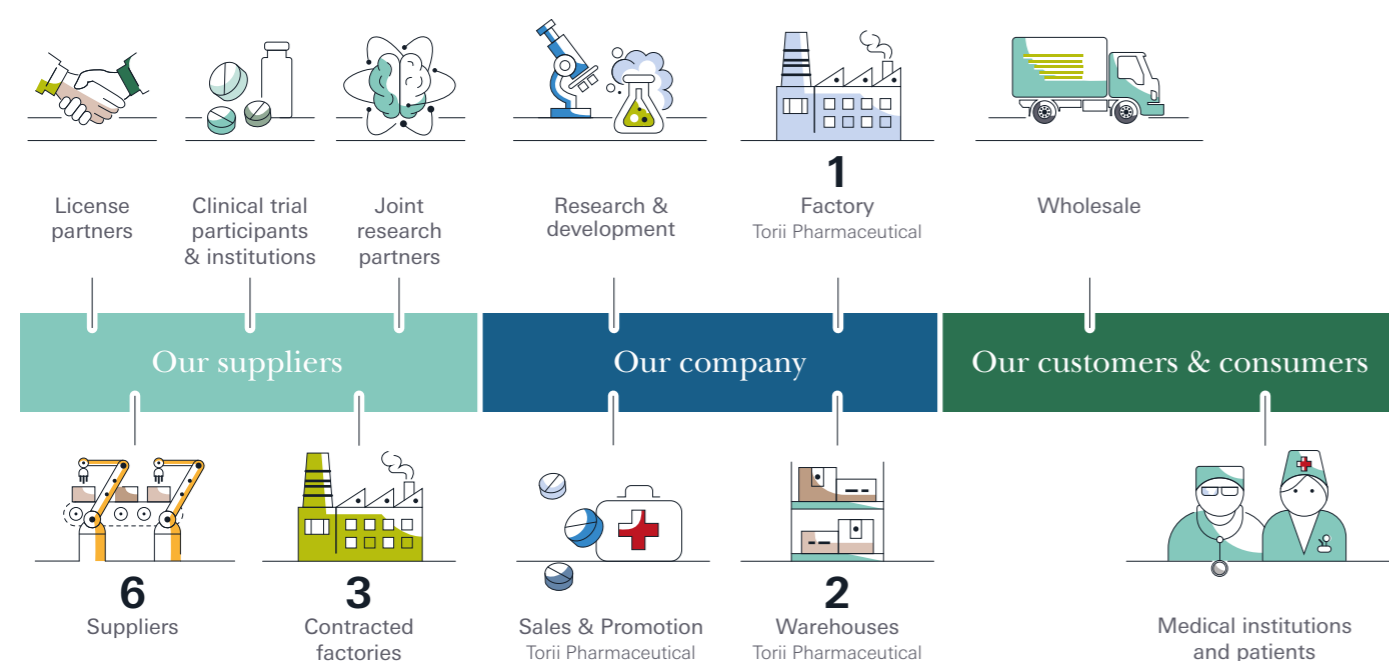 1
License
partners
Clinical trial
participants
& institutions
Joint
research
partners
Research &
development
Factory
Torii Pharmaceutical
Wholesale
Our suppliers
Our company
Our customers & consumers
6
Suppliers
3
Contracted
factories
Sales & Promotion
Torii Pharmaceutical
2
Warehouses
Torii Pharmaceutical
Medical institutions
and patients